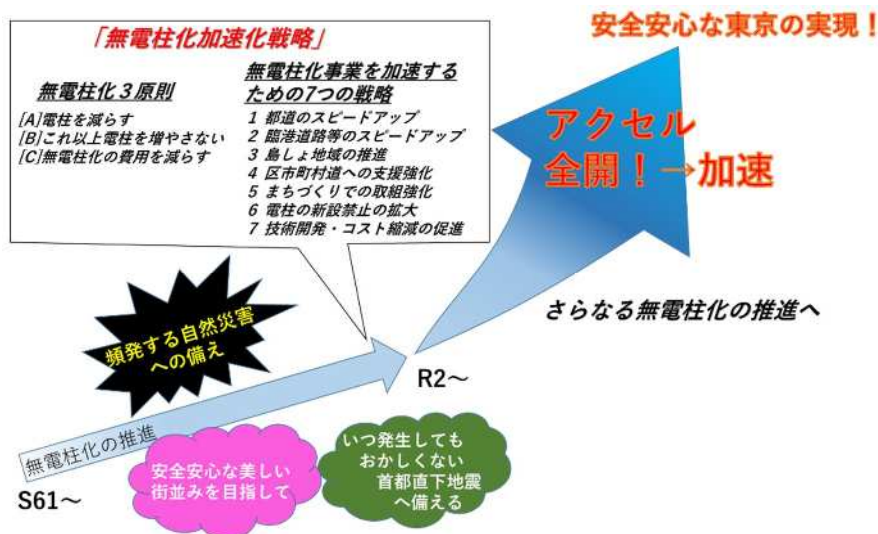 安全安心な東京の実現！
「無電柱化加速化戦略」
無電柱化３原則
[A]電柱を減らす
[B]これ以上電柱を増やさない
[C]無電柱化の費用を減らす
無電柱化事業を加速する
ための7つの戦略
1 都道のスピードアップ
2 臨港道路等のスピードアップ
3 島しょ地域の推進
4 区市町村道への支援強化
5 まちづくりでの取組強化
6 電柱の新設禁止の拡大
7 技術開発・コスト縮減の促進
アクセル
全開！→加速
さらなる無電柱化の推進へ
頻発する自然災害
への備え
R2～
無電柱化の推進
S61～
安全安心な美しい
街並みを目指して
いつ発生しても
おかしくない
首都直下地震
へ備える